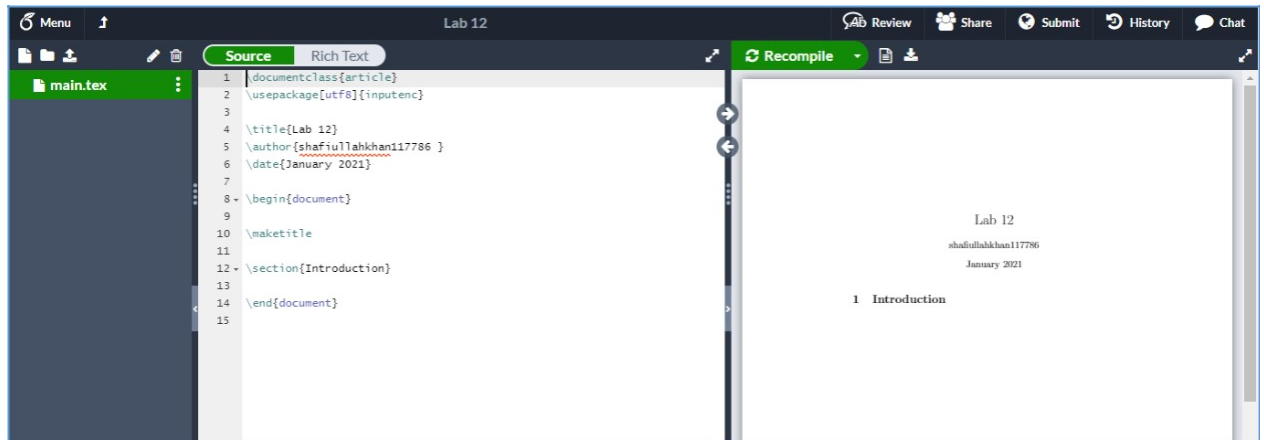 Menu
Lab 12
Review
Share
Submit
History
Chat
main.tex
Source
Rich Text
Recompile
1 \documentclass{article}
2 \usepackage[utf8]{inputenc}
3
4 \title{Lab 12}
5 \author{shafiullahkhan117786 }
6 \date{January 2021}
7
8 \begin{document}
9
10 \maketitle
11
12 \section{Introduction}
13
14 \end{document}
15
Lab 12
shafiullahkhan117786
January 2021
1 Introduction